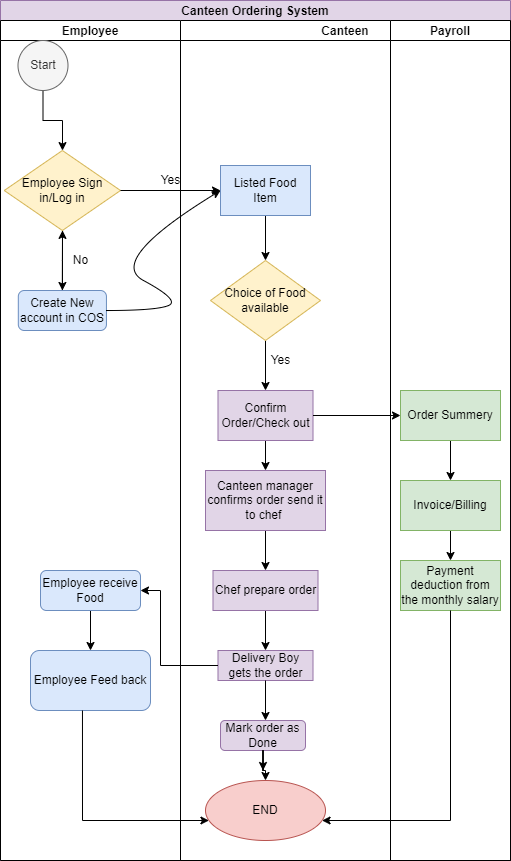 Canteen Ordering System
Employee
Canteen
Payroll
Start
Employee Sign
in/Log in
Yes
Listed Food
Item
No
Create New
account in COS
Choice of Food
available
Yes
Confirm
Order/Check out
Order Summery
Canteen manager
confirms order send it
to chef
Invoice/Billing
Chef prepare order
Payment
deduction from
the monthly salary
Employee receive
Food
Delivery Boy
gets the order
Employee Feed back
Mark order as
Done
END